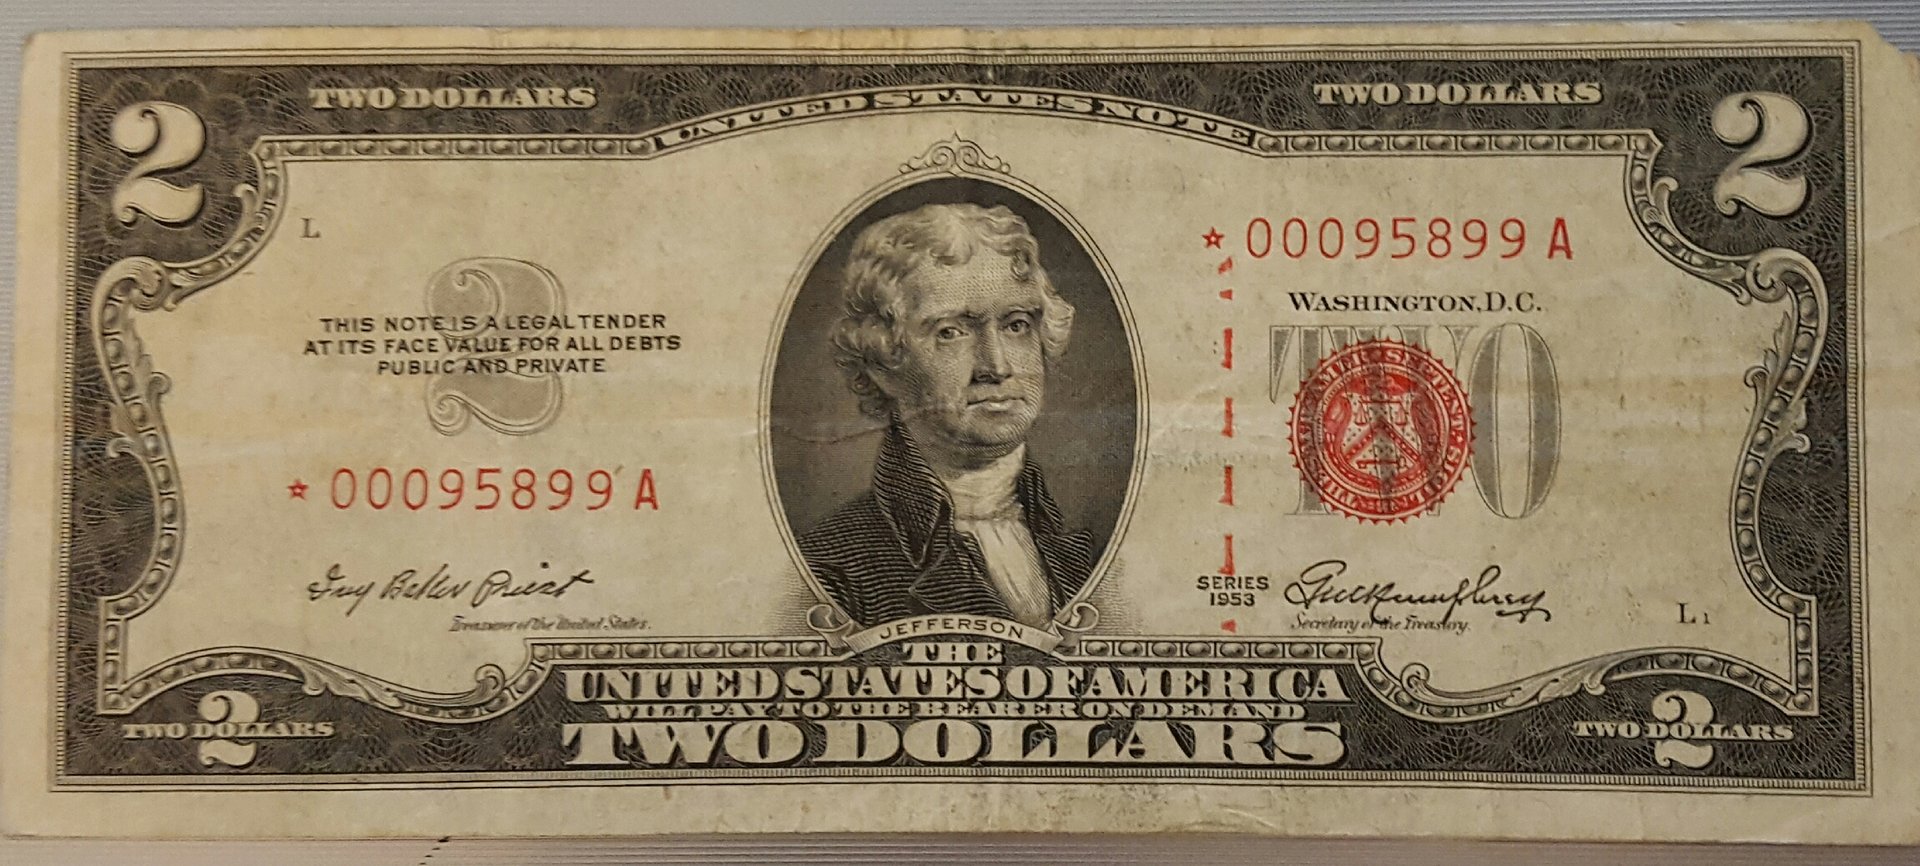 TWO DOLLARS
UNITED STATES NOTE
TWO DOLLARS
2
2
L
★ 00095899 A
WASHINGTON, D.C.
2
THIS NOTE IS A LEGAL TENDER
AT ITS FACE VALUE FOR ALL DEBTS
PUBLIC AND PRIVATE
TWO
★ 00095899 A
Ivy Baker Priest
Treasurer of the United States.
SERIES
1953
G M Humphrey
Secretary of the Treasury.
L 1
JEFFERSON
THE
UNITED STATES OF AMERICA
WILL PAY TO THE BEARER ON DEMAND
TWO DOLLARS
TWO DOLLARS
2
TWO DOLLARS
2